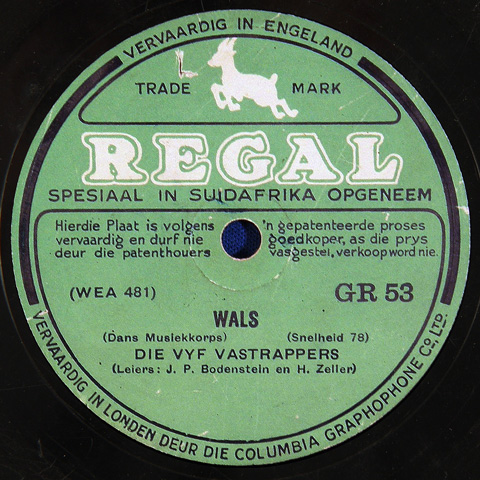 VERVAARDIG IN ENGELAND
L
TRADE MARK
REGAL
SPESIAAL IN SUIDAFRIKA OPGENEEM
Hierdie Plaat is volgens 'n gepatenteerde proses
vervaardig en durf nie goedkoper, as die prys
deur die patenthouers vasgestel, verkoop word nie.
(WEA 481) GR 53
WALS
(Dans Musiekkorps) (Snelheid 78)
DIE VYF VASTRAPPERS
(Leiers: J. P. Bodenstein en H. Zeller)
VERVAARDIG IN LONDEN DEUR DIE COLUMBIA GRAPHOPHONE CO. LTD.